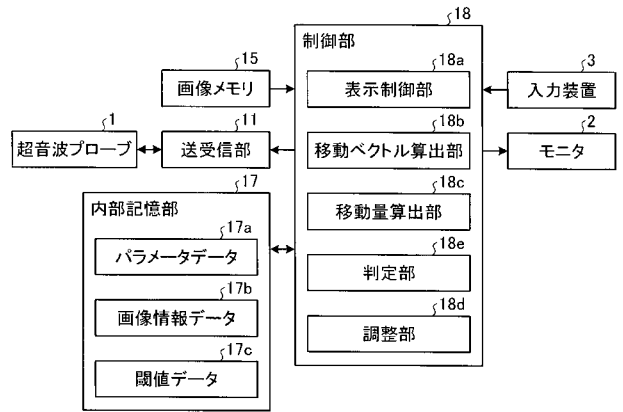 18
制御部
15
画像メモリ
18a
表示制御部
3
入力装置
1
超音波プローブ
11
送受信部
18b
移動ベクトル算出部
2
モニタ
17
内部記憶部
18c
移動量算出部
17a
パラメータデータ
18e
判定部
17b
画像情報データ
18d
調整部
17c
閾値データ